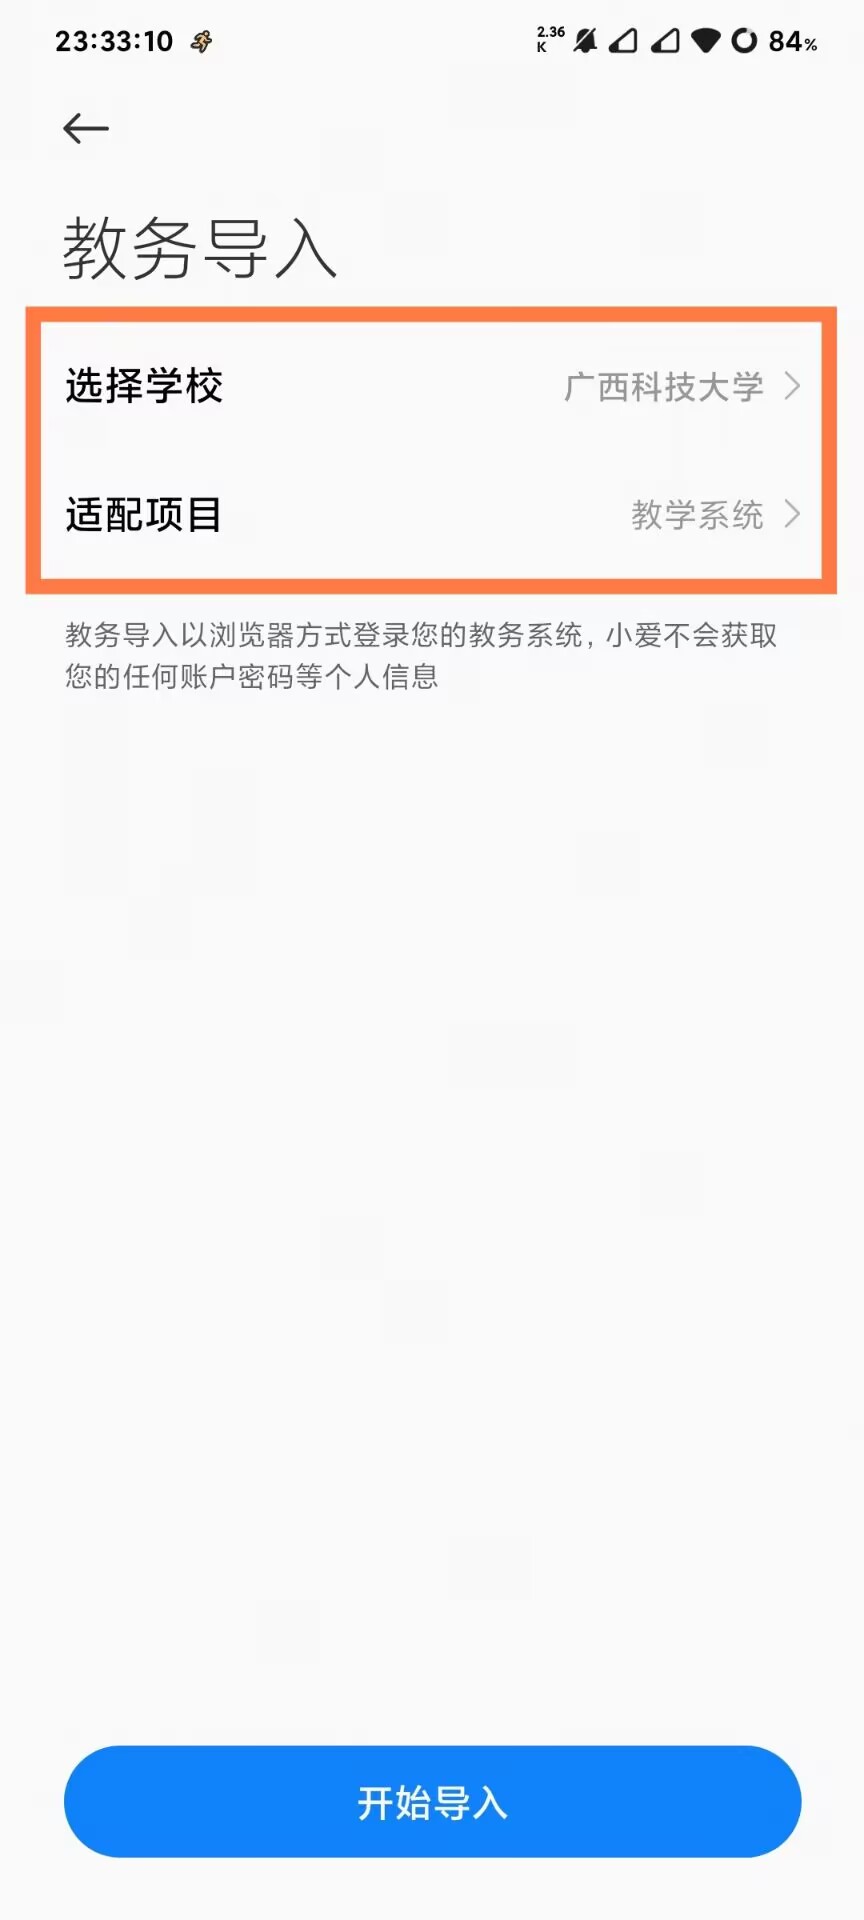 23:33:10
2.36
K
84%
教务导入
选择学校 广西科技大学
适配项目 教学系统
教务导入以浏览器方式登录您的教务系统, 小爱不会获取
您的任何账户密码等个人信息
开始导入